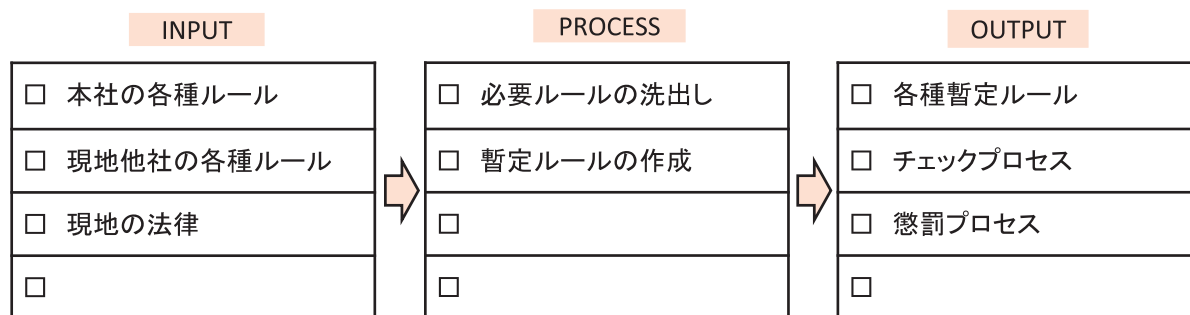 INPUT
□ 本社の各種ルール
□ 現地他社の各種ルール
□ 現地の法律
□
PROCESS
□ 必要ルールの洗出し
□ 暫定ルールの作成
□
□
OUTPUT
□ 各種暫定ルール
□ チェックプロセス
□ 懲罰プロセス
□